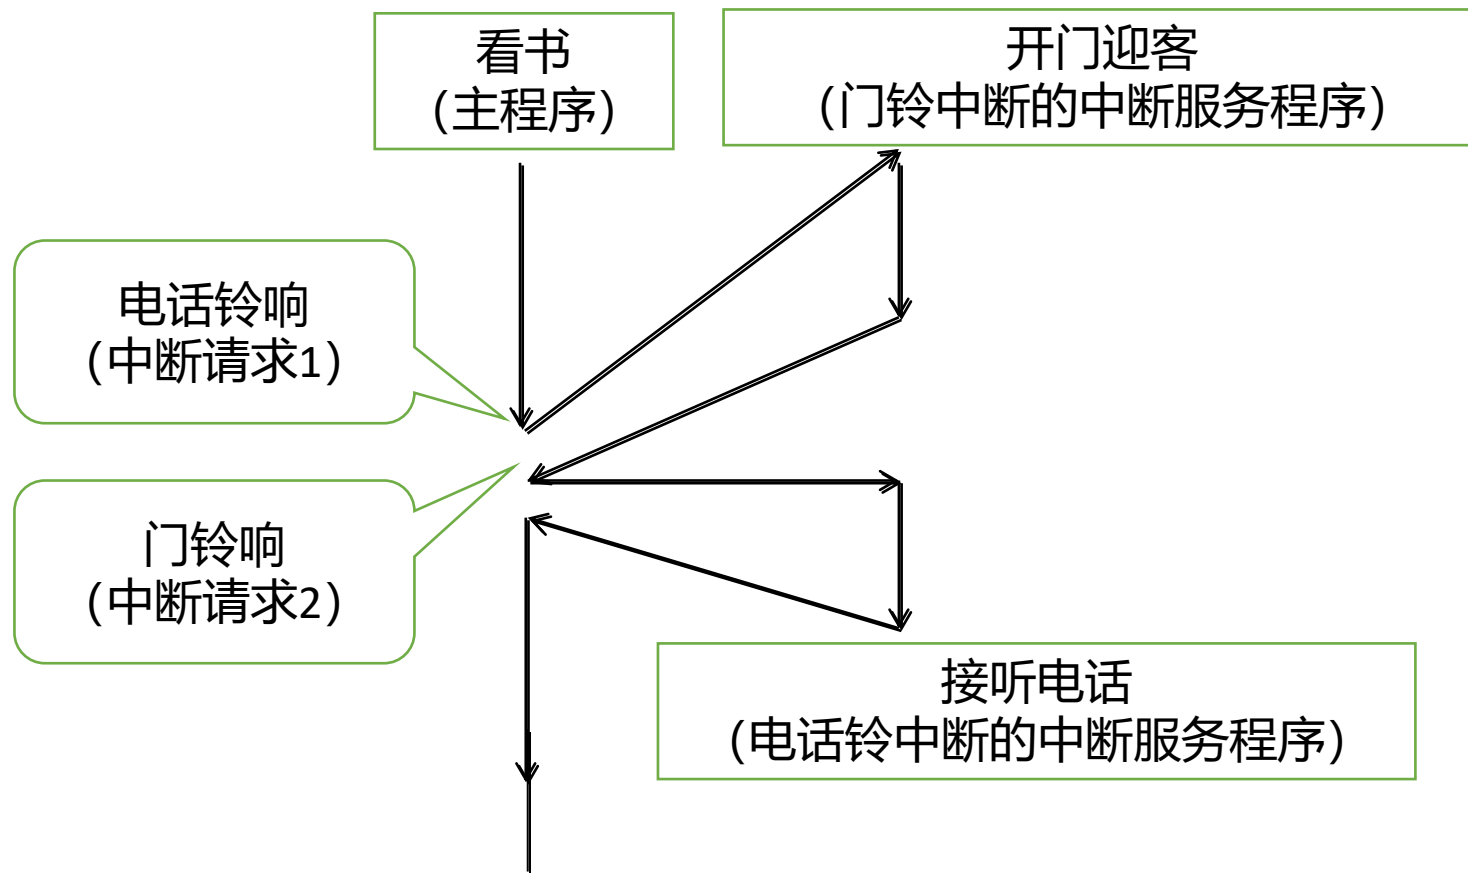 看书
（主程序）
开门迎客
（门铃中断的中断服务程序）
电话铃响
（中断请求1）
门铃响
（中断请求2）
接听电话
（电话铃中断的中断服务程序）